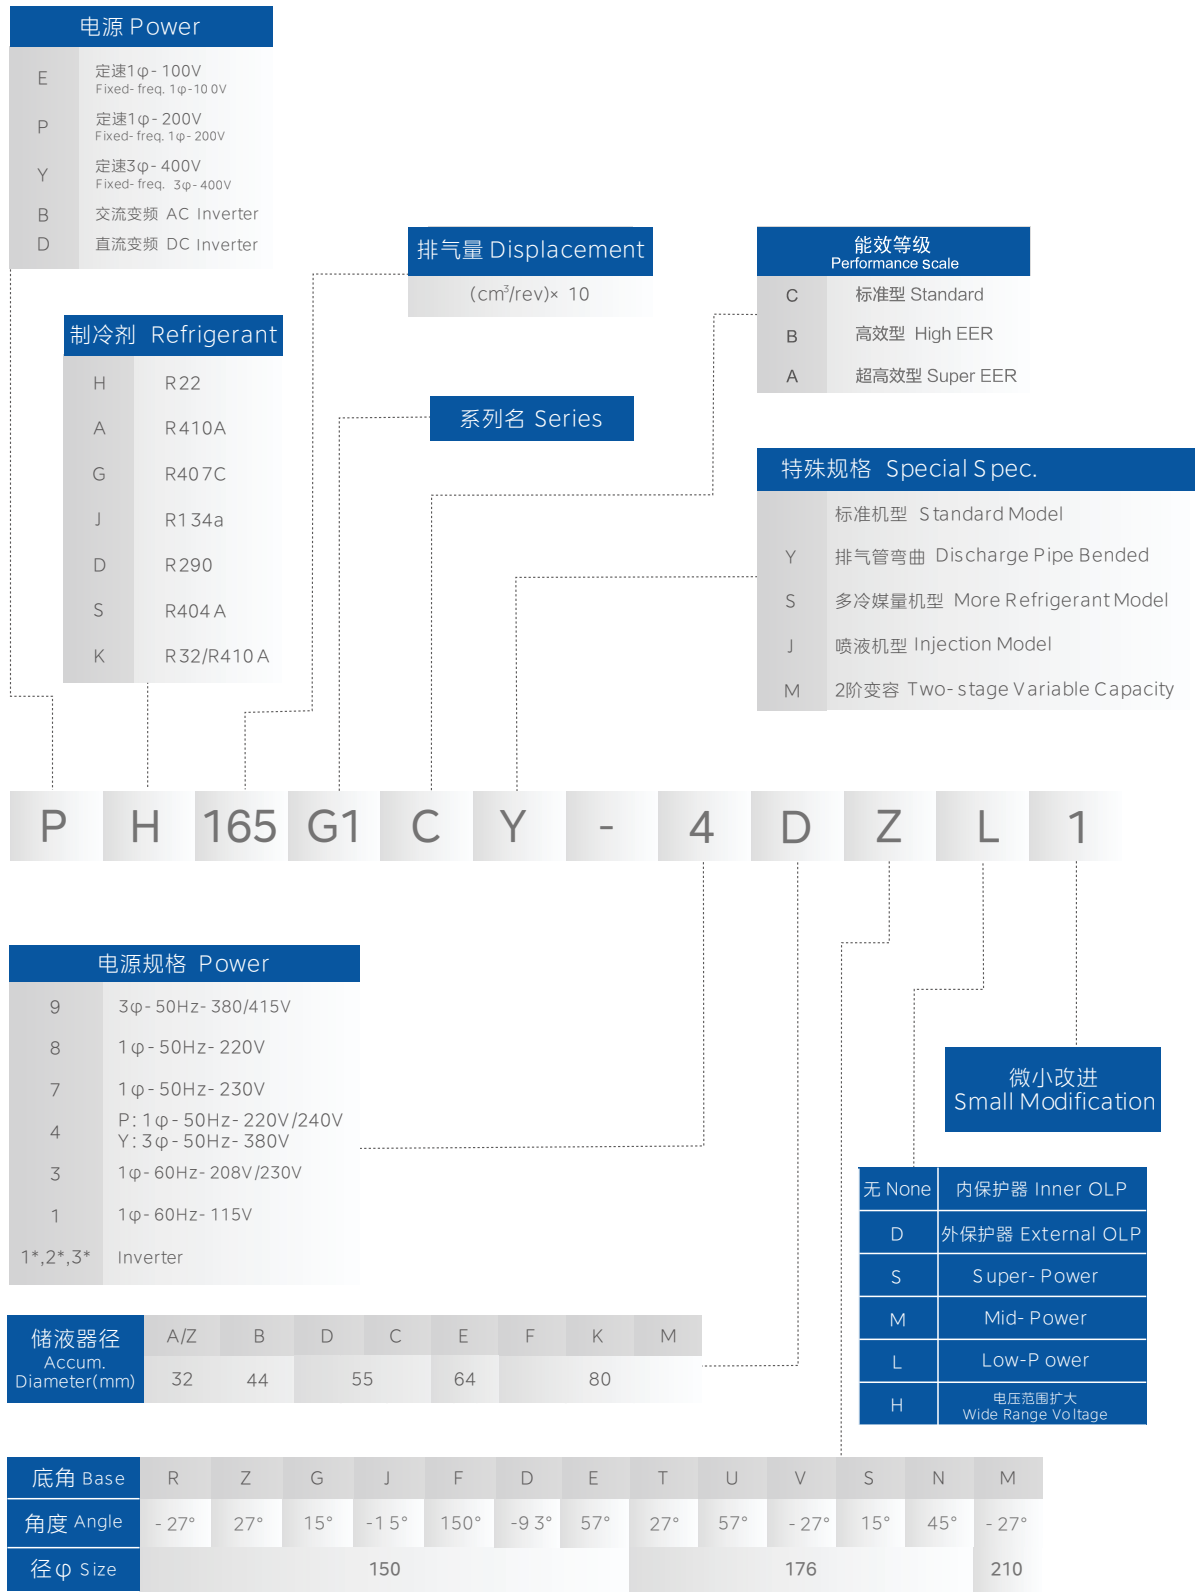 电源 Power
E 定速1φ- 100V
Fixed-freq. 1φ-100V
P 定速1φ- 200V
Fixed- freq. 1φ- 200V
Y 定速3φ- 400V
Fixed- freq. 3φ- 400V
B 交流变频 AC Inverter
D 直流变频 DC Inverter
制冷剂 Refrigerant
H R22
A R410A
G R407C
J R134a
D R290
S R404A
K R32/R410A
排气量 Displacement
(cm³/rev)× 10
系列名 Series
能效等级
Performance scale
C 标准型 Standard
B 高效型 High EER
A 超高效型 Super EER
特殊规格 Special Spec.
标准机型 Standard Model
Y 排气管弯曲 Discharge Pipe Bended
S 多冷媒量机型 More Refrigerant Model
J 喷液机型 Injection Model
M 2阶变容 Two- stage Variable Capacity
P H 165 G1 C Y - 4 D Z L 1
电源规格 Power
9 3φ- 50Hz- 380/415V
8 1φ- 50Hz- 220V
7 1φ- 50Hz- 230V
4 P: 1φ- 50Hz- 220V/240V
Y: 3φ- 50Hz- 380V
3 1φ- 60Hz- 208V/230V
1 1φ- 60Hz- 115V
1*,2*,3* Inverter
微小改进
Small Modification
无 None 内保护器 Inner OLP
D 外保护器 External OLP
S Super- Power
M Mid- Power
L Low-Power
H 电压范围扩大
Wide Range Voltage
储液器径
Accum.
Diameter(mm)
A/Z B D C E F K M
32 44 55 64 80
底角 Base R Z G J F D E T U V S N M
角度 Angle - 27° 27° 15° -15° 150° -93° 57° 27° 57° - 27° 15° 45° - 27°
径φ Size 150 176 210